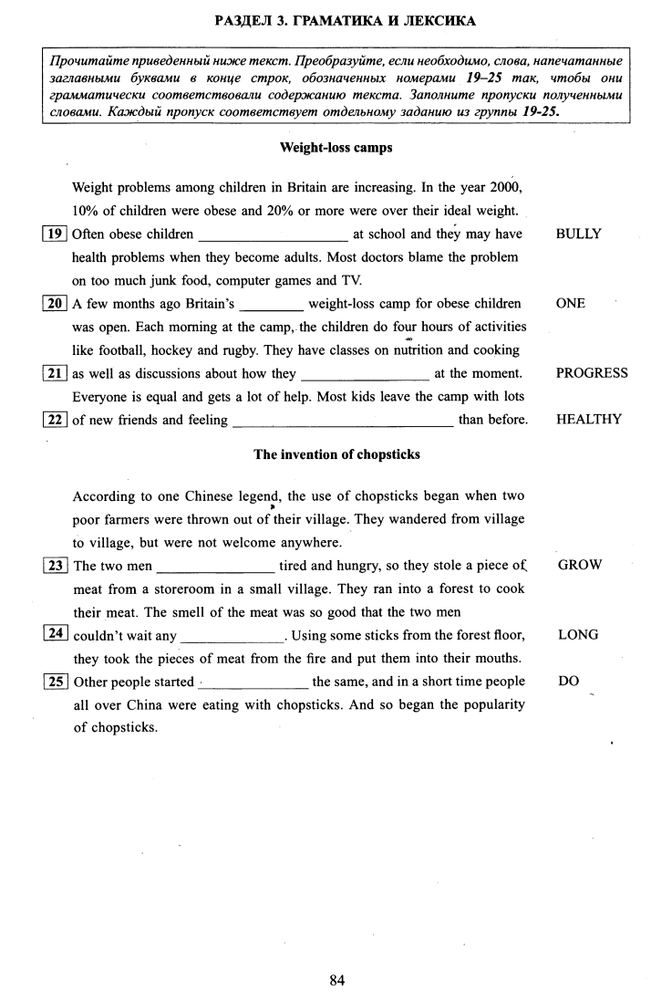 РАЗДЕЛ 3. ГРАМАТИКА И ЛЕКСИКА
Прочитайте приведенный ниже текст. Преобразуйте, если необходимо, слова, напечатанные
заглавными буквами в конце строк, обозначенных номерами 19–25 так, чтобы они
грамматически соответствовали содержанию текста. Заполните пропуски полученными
словами. Каждый пропуск соответствует отдельному заданию из группы 19-25.
Weight-loss camps
Weight problems among children in Britain are increasing. In the year 2000,
10% of children were obese and 20% or more were over their ideal weight.
19 Often obese children ____________ at school and they may have BULLY
health problems when they become adults. Most doctors blame the problem
on too much junk food, computer games and TV.
20 A few months ago Britain's ________ weight-loss camp for obese children ONE
was open. Each morning at the camp, the children do four hours of activities
like football, hockey and rugby. They have classes on nutrition and cooking
21 as well as discussions about how they ____________ at the moment. PROGRESS
Everyone is equal and gets a lot of help. Most kids leave the camp with lots
22 of new friends and feeling ____________ than before. HEALTHY
The invention of chopsticks
According to one Chinese legend, the use of chopsticks began when two
poor farmers were thrown out of their village. They wandered from village
to village, but were not welcome anywhere.
23 The two men ____________ tired and hungry, so they stole a piece of GROW
meat from a storeroom in a small village. They ran into a forest to cook
their meat. The smell of the meat was so good that the two men
24 couldn't wait any ____________. Using some sticks from the forest floor, LONG
they took the pieces of meat from the fire and put them into their mouths.
25 Other people started ____________ the same, and in a short time people DO
all over China were eating with chopsticks. And so began the popularity
of chopsticks.
84